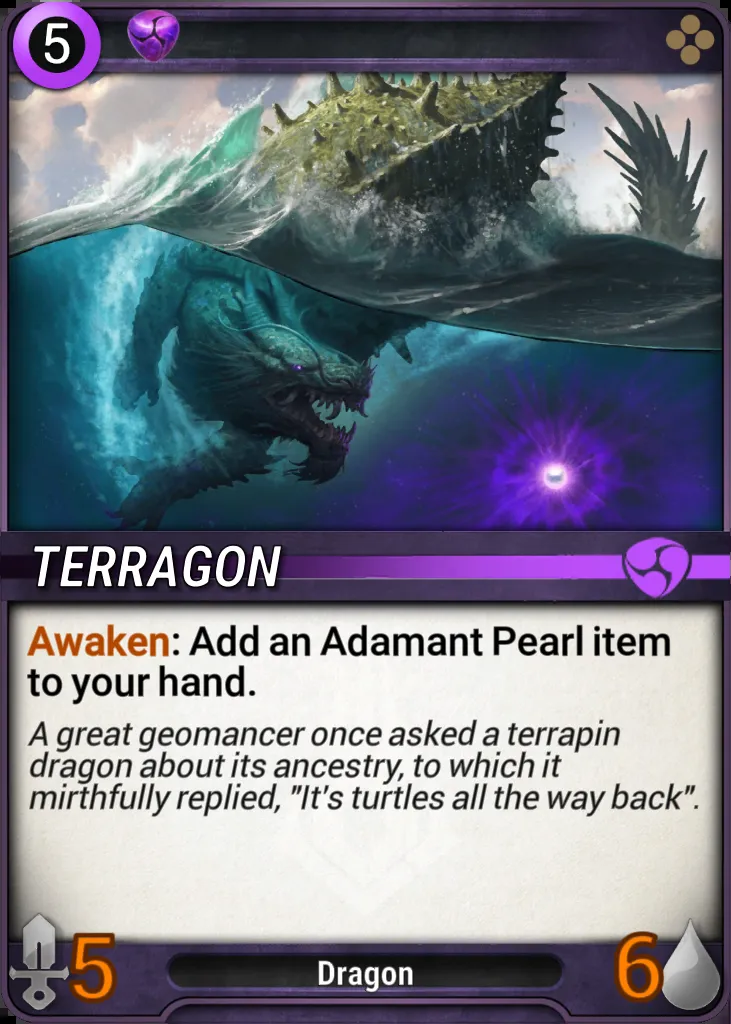 5
TERRAGON
Awaken: Add an Adamant Pearl item
to your hand.
A great geomancer once asked a terrapin
dragon about its ancestry, to which it
mirthfully replied, "It's turtles all the way back".
5
Dragon
6